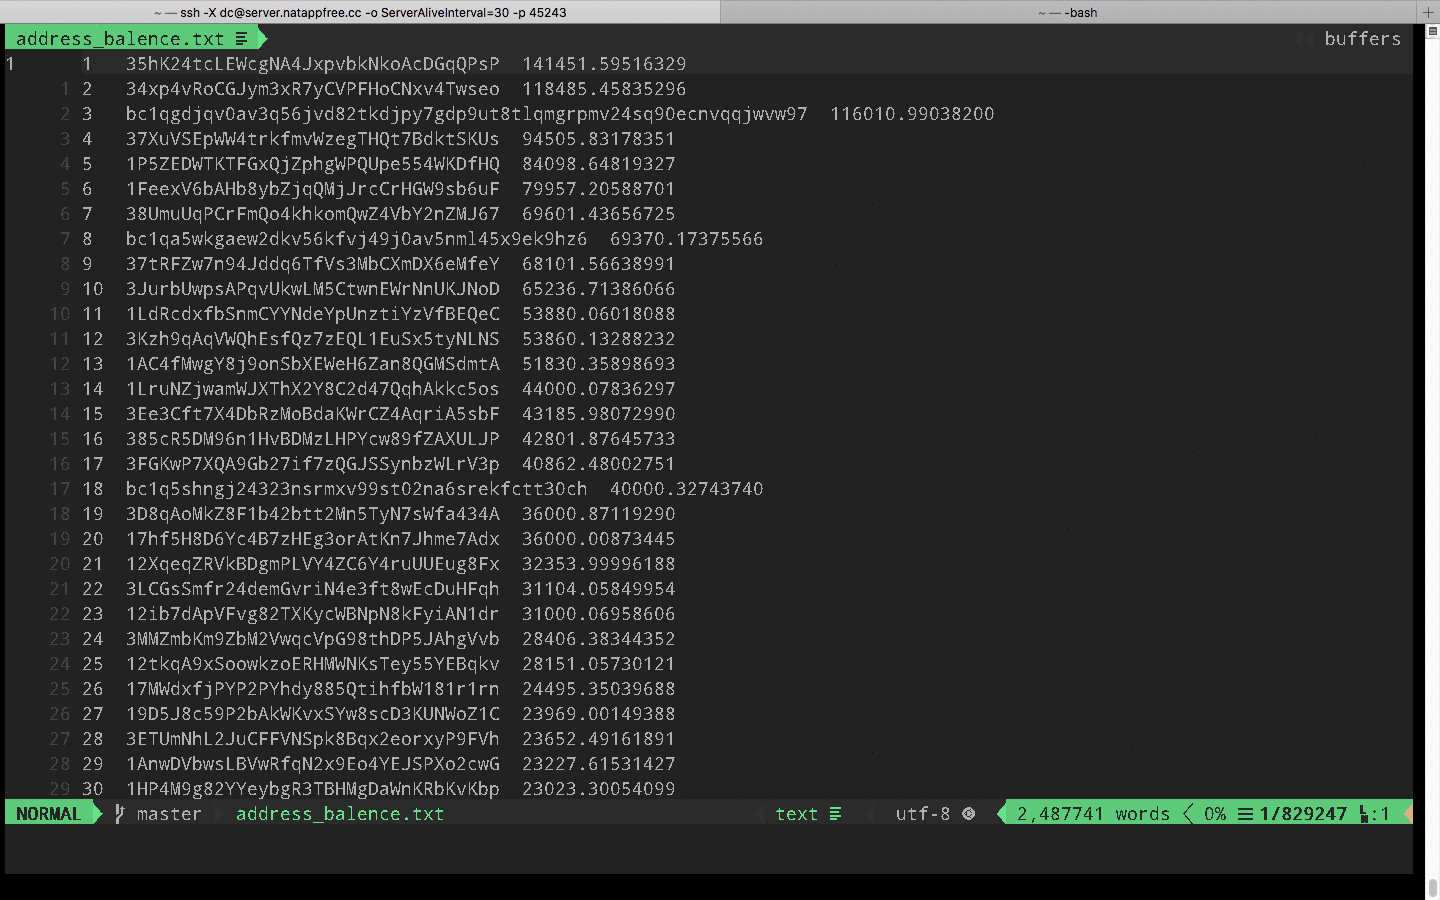 ~ — ssh -X dc@server.natappfree.cc -o ServerAliveInterval=30 -p 45243 ~ — -bash
address_balence.txt buffers
1 1 35hK24tcLEWcgNA4JxpvbkNkoAcDGqQPsP 141451.59516329
1 2 34xp4vRoCGJym3xR7yCVPFHoCNxv4Twseo 118485.45835296
2 3 bc1qgdjqv0av3q56jvd82tkdjpy7gdp9ut8tlqmgrpmv24sq90ecnvqqjwvw97 116010.99038200
3 4 37XuVSEpWW4trkfmvWzegTHQt7BdktSKUs 94505.83178351
4 5 1P5ZEDWTKTFGxQjZphgWPQUpe554WKDfHQ 84098.64819327
5 6 1FeexV6bAHb8ybZjqQMjJrcCrHGW9sb6uF 79957.20588701
6 7 38UmuUqPCrFmQo4khkomQwZ4VbY2nZMJ67 69601.43656725
7 8 bc1qa5wkgaew2dkv56kfvj49j0av5nml45x9ek9hz6 69370.17375566
8 9 37tRFZw7n94Jddq6TfVs3MbCXmDX6eMfeY 68101.56638991
9 10 3JurbUwpsAPqvUkwLM5CtwnEWrNnUKJNoD 65236.71386066
10 11 1LdRcdxfbSnmCYYNdeYpUnztiYzVfBEQeC 53880.06018088
11 12 3Kzh9qAqVWQhEsfQz7zEQL1EuSx5tyNLNS 53860.13288232
12 13 1AC4fMwgY8j9onSbXEWeH6Zan8QGMSdmtA 51830.35898693
13 14 1LruNZjwamWJXThX2Y8C2d47QqhAkkc5os 44000.07836297
14 15 3Ee3Cft7X4DbRzMoBdaKWrCZ4AqriA5sbF 43185.98072990
15 16 385cR5DM96n1HvBDMzLHPYcw89fZAXULJP 42801.87645733
16 17 3FGKwP7XQA9Gb27if7zQGJSSynbzWLrV3p 40862.48002751
17 18 bc1q5shngj24323nsrmxv99st02na6srekfctt30ch 40000.32743740
18 19 3D8qAoMkZ8F1b42btt2Mn5TyN7sWfa434A 36000.87119290
19 20 17hf5H8D6Yc4B7zHEg3orAtKn7Jhme7Adx 36000.00873445
20 21 12XqeqZRVkBDgmPLVY4ZC6Y4ruUUEug8Fx 32353.99996188
21 22 3LCGsSmfr24demGvriN4e3ft8wEcDuHFqh 31104.05849954
22 23 12ib7dApVFvg82TXKycWBNpN8kFyiAN1dr 31000.06958606
23 24 3MMZmbKm9ZbM2VwqcVpG98thDP5JAhgVvb 28406.38344352
24 25 12tkqA9xSoowkzoERHMWNKsTey55YEBqkv 28151.05730121
25 26 17MWdxfjPYP2PYhdy885QtihfbW181r1rn 24495.35039688
26 27 19D5J8c59P2bAkWKvxSYw8scD3KUNWoZ1C 23969.00149388
27 28 3ETUmNhL2JuCFFVNSpk8Bqx2eorxyP9FVh 23652.49161891
28 29 1AnwDVbwsLBVwRfqN2x9Eo4YEJSPXo2cwG 23227.61531427
29 30 1HP4M9g82YYeybgR3TBHMgDaWnKRbKvKbp 23023.30054099
NORMAL master address_balence.txt text utf-8 2,487741 words 0% 1/829247 :1